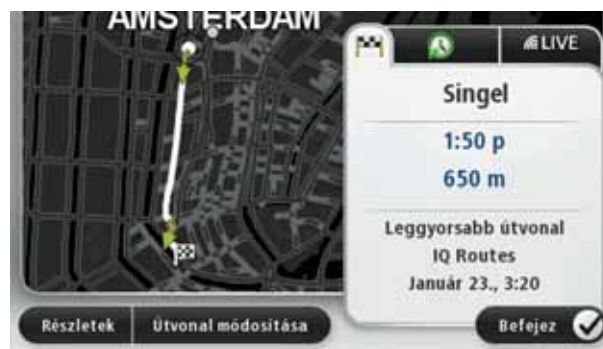 AMSTERDAM
LIVE
Singel
1:50 p
650 m
Leggyorsabb útvonal
IQ Routes
Január 23., 3:20
Részletek
Útvonal módosítása
Befejez